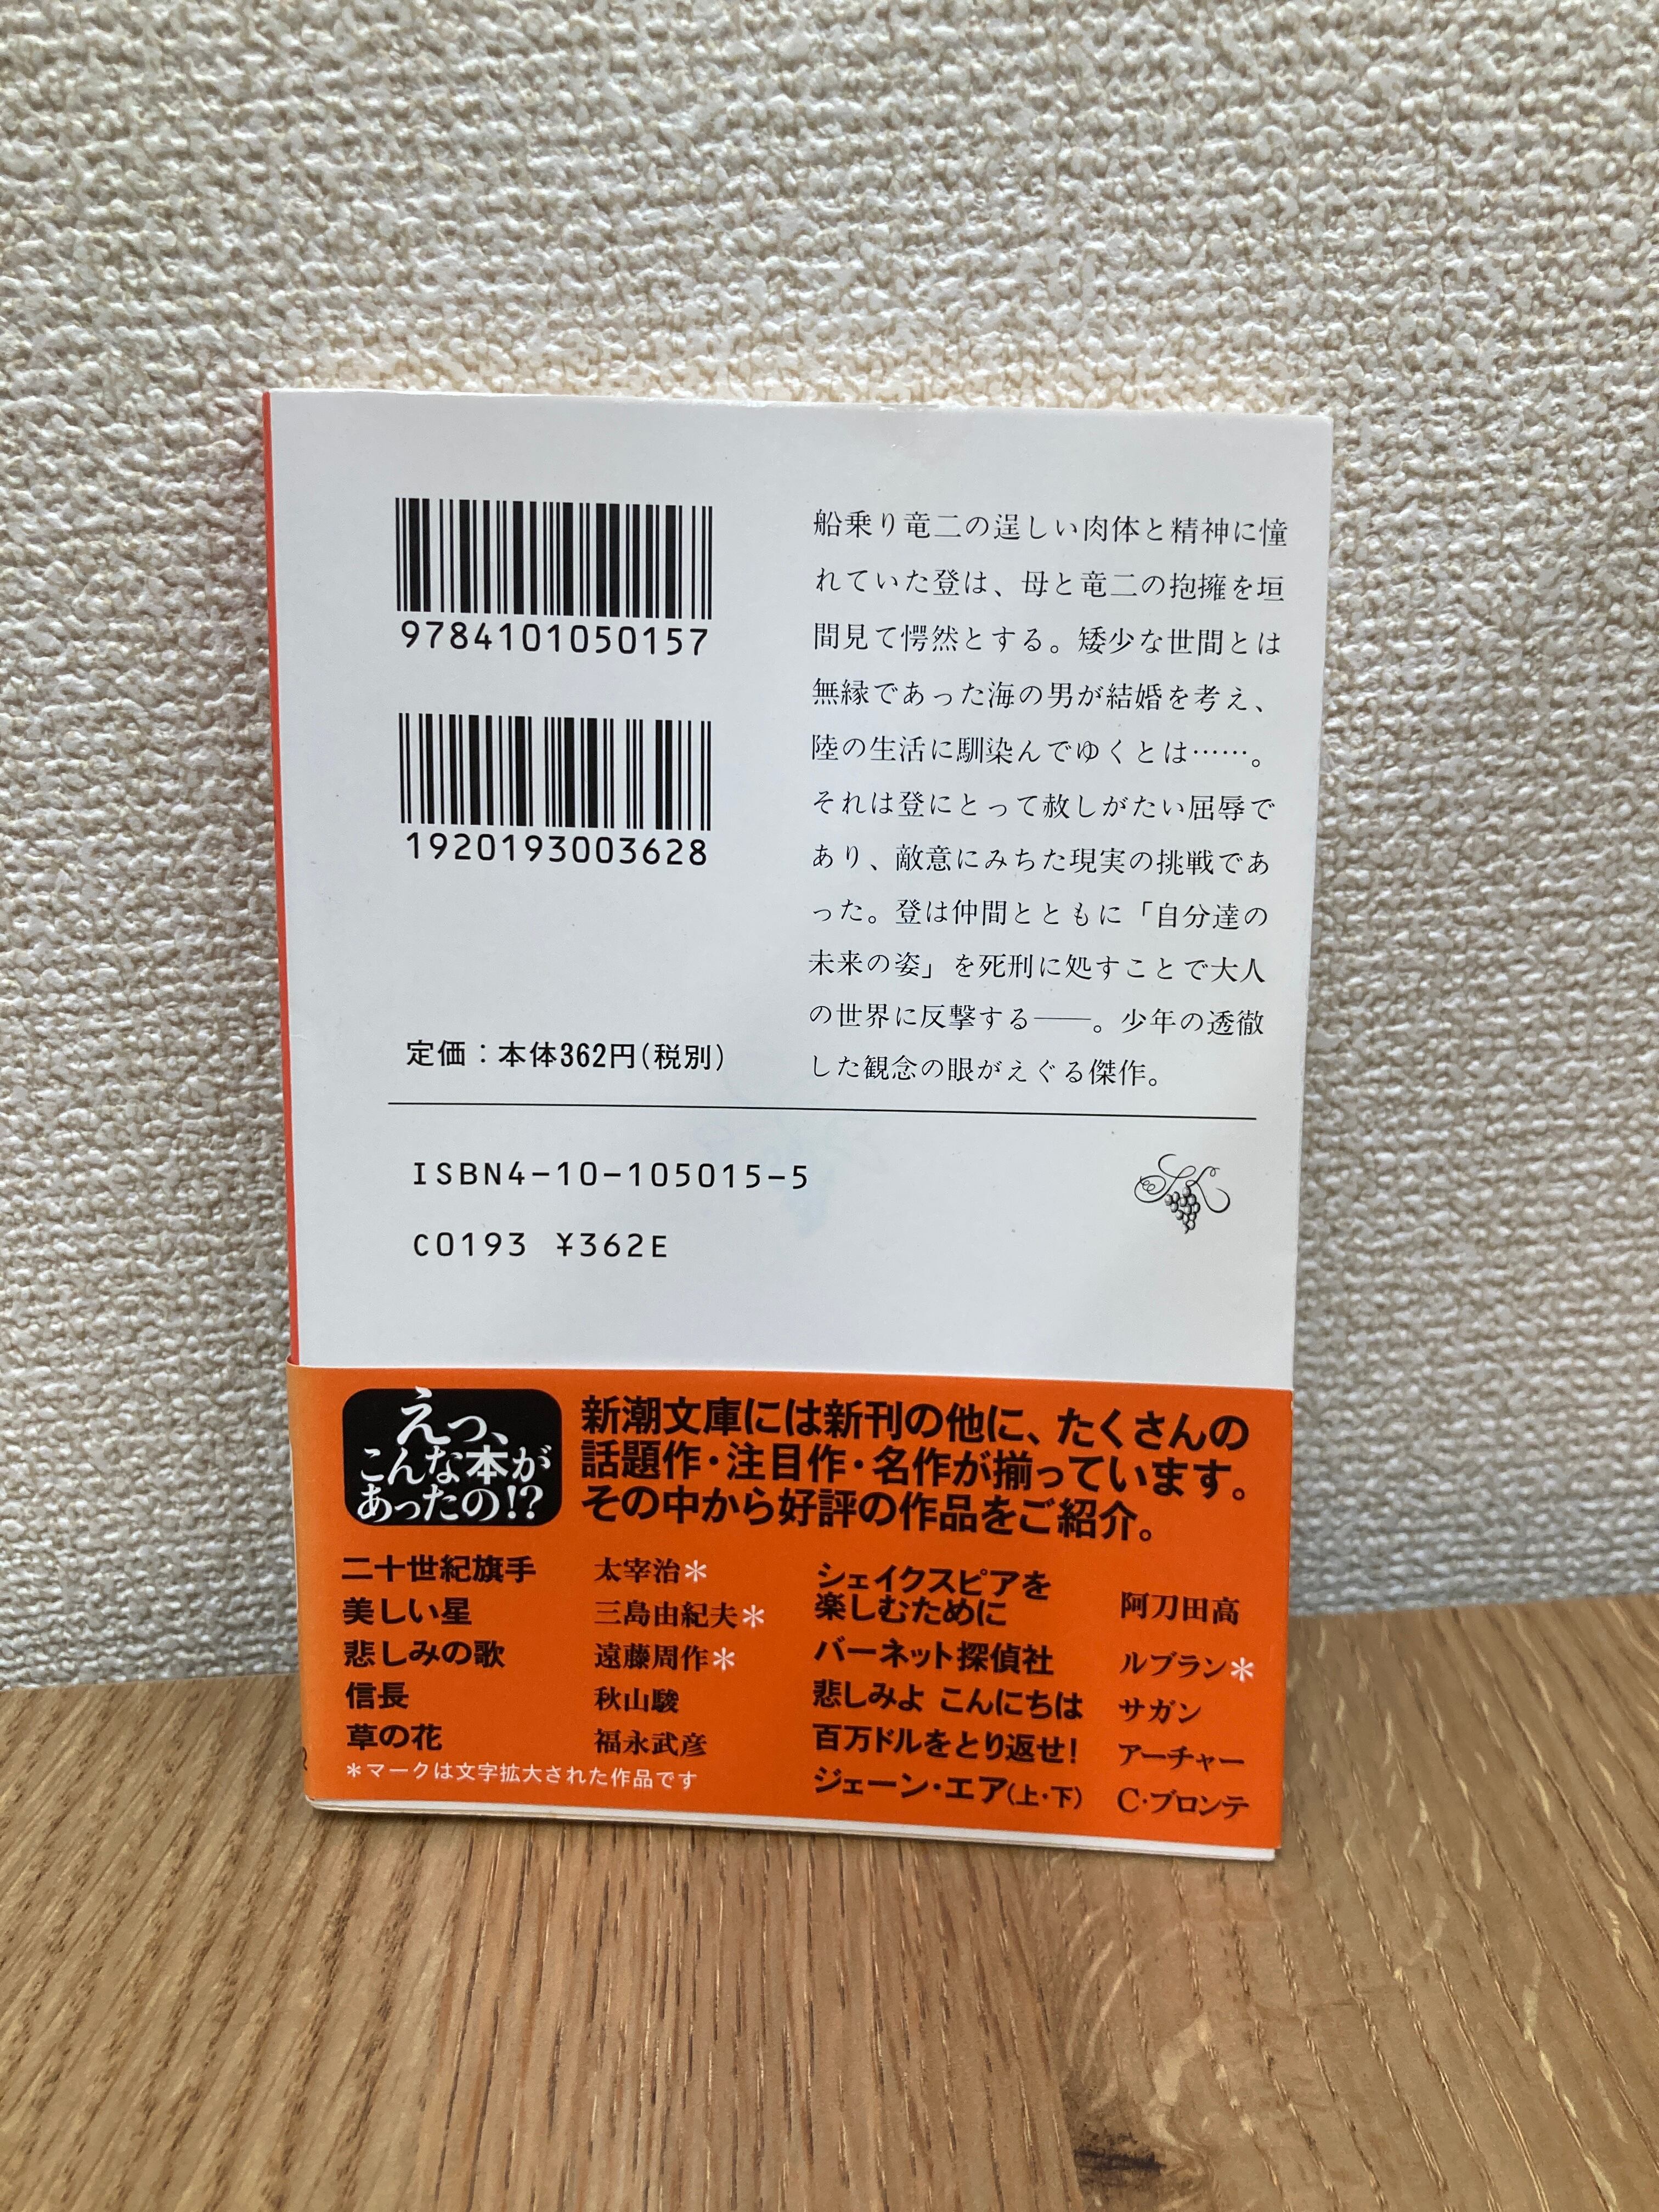 9784101050157
1920193003628
定価：本体362円(税別)
船乗り竜二の逞しい肉体と精神に憧
れていた登は、母と竜二の抱擁を垣
間見て愕然とする。矮少な世間とは
無縁であった海の男が結婚を考え、
陸の生活に馴染んでゆくとは……。
それは登にとって赦しがたい屈辱で
あり、敵意にみちた現実の挑戦であ
った。登は仲間とともに「自分達の
未来の姿」を死刑に処すことで大人
の世界に反撃する――。少年の透徹
した観念の眼がえぐる傑作。
ISBN4-10-105015-5
C0193 ¥362E
えっ、
こんな本が
あったの!?
新潮文庫には新刊の他に、たくさんの
話題作・注目作・名作が揃っています。
その中から好評の作品をご紹介。
二十世紀旗手 太宰治＊
美しい星 三島由紀夫＊
悲しみの歌 遠藤周作＊
信長 秋山駿
草の花 福永武彦
＊マークは文字拡大された作品です
シェイクスピアを
楽しむために 阿刀田高
バーネット探偵社 ルブラン＊
悲しみよ こんにちは サガン
百万ドルをとり返せ! アーチャー
ジェーン・エア(上・下) C・ブロンテ